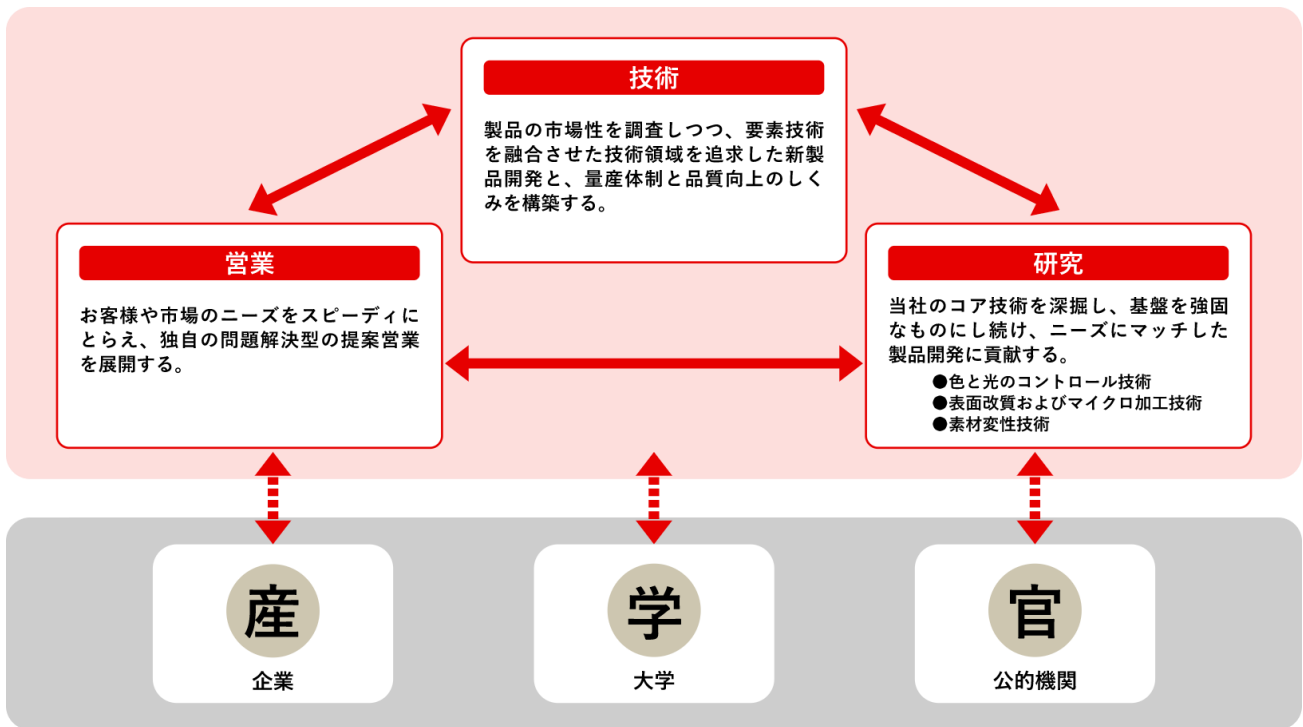 技術
製品の市場性を調査しつつ、要素技術
を融合させた技術領域を追求した新製
品開発と、量産体制と品質向上のしく
みを構築する。
営業
お客様や市場のニーズをスピーディに
とらえ、独自の問題解決型の提案営業
を展開する。
研究
当社のコア技術を深掘し、基盤を強固
なものにし続け、ニーズにマッチした
製品開発に貢献する。
●色と光のコントロール技術
●表面改質およびマイクロ加工技術
●素材変性技術
産
企業
学
大学
官
公的機関